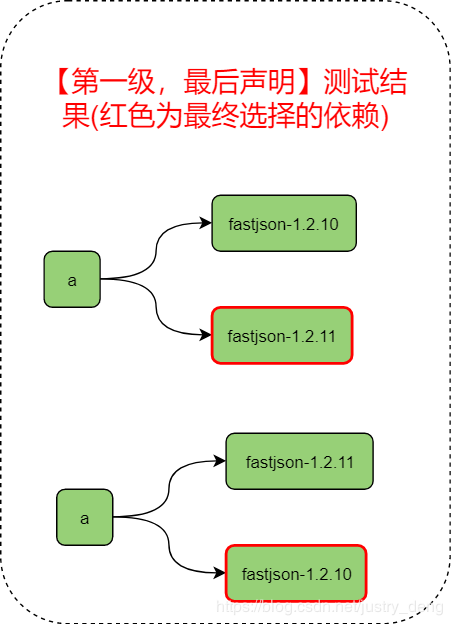 【第一级，最后声明】测试结
果(红色为最终选择的依赖)
fastjson-1.2.10
a
fastjson-1.2.11
fastjson-1.2.11
a
fastjson-1.2.10
https://blog.csdn.net/justry_deng